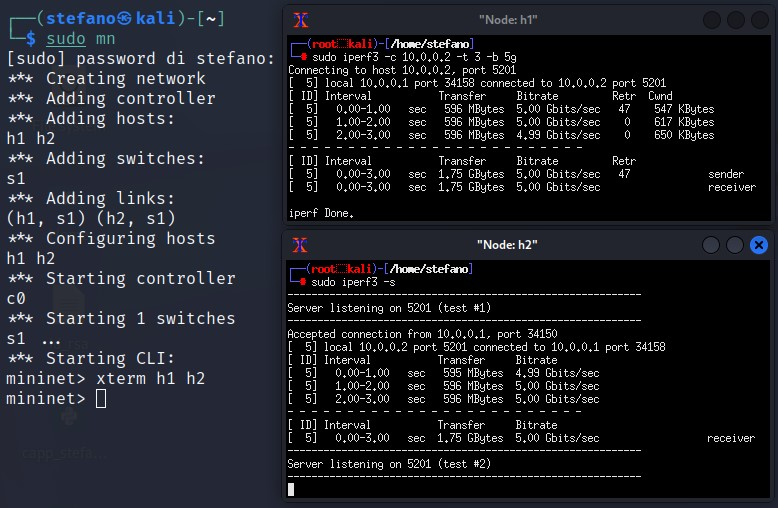 ┌──(stefano㉿kali)-[~]
└─$ sudo mn
[sudo] password di stefano:
*** Creating network
*** Adding controller
*** Adding hosts:
h1 h2
*** Adding switches:
s1
*** Adding links:
(h1, s1) (h2, s1)
*** Configuring hosts
h1 h2
*** Starting controller
c0
*** Starting 1 switches
s1 ...
*** Starting CLI:
mininet> xterm h1 h2
mininet>
"Node: h1"
(root kali)-[/home/stefano]
sudo iperf3 -c 10.0.0.2 -t 3 -b 5g
Connecting to host 10.0.0.2, port 5201
[  5] local 10.0.0.1 port 34158 connected to 10.0.0.2 port 5201
[ ID] Interval           Transfer     Bitrate         Retr  Cwnd
[  5]   0.00-1.00   sec   596 MBytes  5.00 Gbits/sec   47    547 KBytes
[  5]   1.00-2.00   sec   596 MBytes  5.00 Gbits/sec    0    617 KBytes
[  5]   2.00-3.00   sec   596 MBytes  4.99 Gbits/sec    0    650 KBytes
- - - - - - - - - - - - - - - - - - - - - - - - -
[ ID] Interval           Transfer     Bitrate         Retr
[  5]   0.00-3.00   sec  1.75 GBytes  5.00 Gbits/sec   47             sender
[  5]   0.00-3.00   sec  1.75 GBytes  5.00 Gbits/sec                  receiver
iperf Done.
"Node: h2"
(root kali)-[/home/stefano]
sudo iperf3 -s
-----------------------------------------------------------
Server listening on 5201 (test #1)
-----------------------------------------------------------
Accepted connection from 10.0.0.1, port 34150
[  5] local 10.0.0.2 port 5201 connected to 10.0.0.1 port 34158
[ ID] Interval           Transfer     Bitrate
[  5]   0.00-1.00   sec   595 MBytes  4.99 Gbits/sec
[  5]   1.00-2.00   sec   596 MBytes  5.00 Gbits/sec
[  5]   2.00-3.00   sec   596 MBytes  5.00 Gbits/sec
- - - - - - - - - - - - - - - - - - - - - - - - -
[ ID] Interval           Transfer     Bitrate
[  5]   0.00-3.00   sec  1.75 GBytes  5.00 Gbits/sec                  receiver
-----------------------------------------------------------
Server listening on 5201 (test #2)
-----------------------------------------------------------